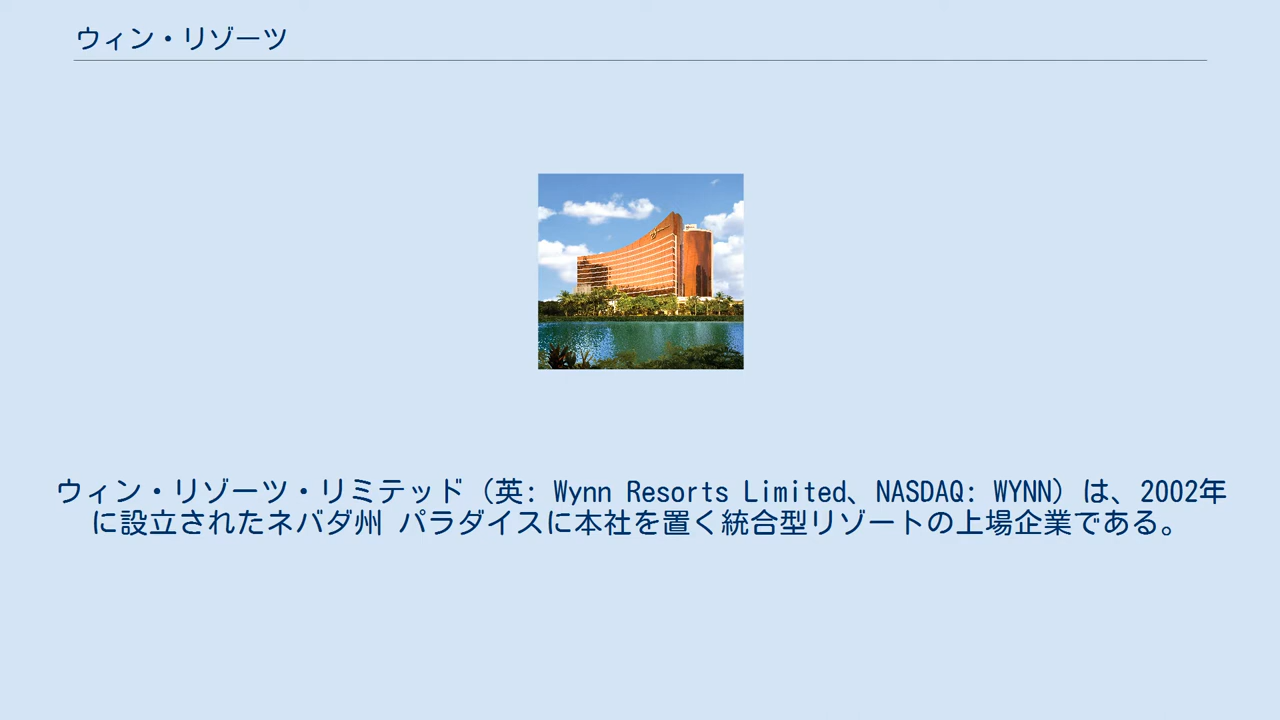 ウィン・リゾーツ
ウィン・リゾーツ・リミテッド（英: Wynn Resorts Limited、NASDAQ: WYNN）は、2002年
に設立されたネバダ州 パラダイスに本社を置く統合型リゾートの上場企業である。